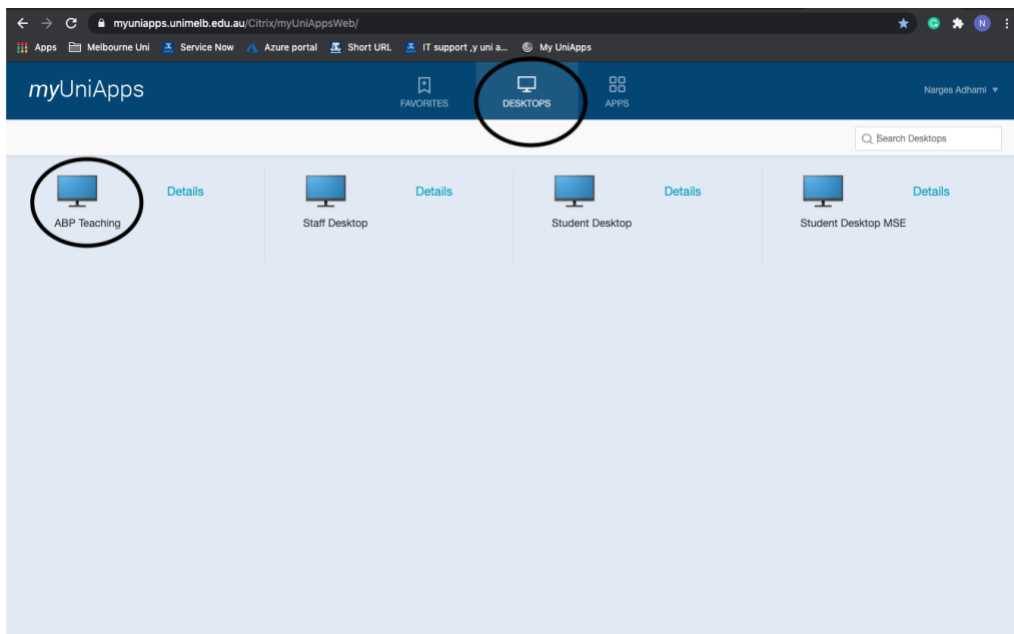 myuniapps.unimelb.edu.au/Citrix/myUniAppsWeb/ N
Apps Melbourne Uni Service Now Azure portal Short URL IT support ,y uni a... My UniApps
myUniApps FAVORITES DESKTOPS APPS Narges Adhami
Search Desktops
Details Details Details Details
ABP Teaching Staff Desktop Student Desktop Student Desktop MSE